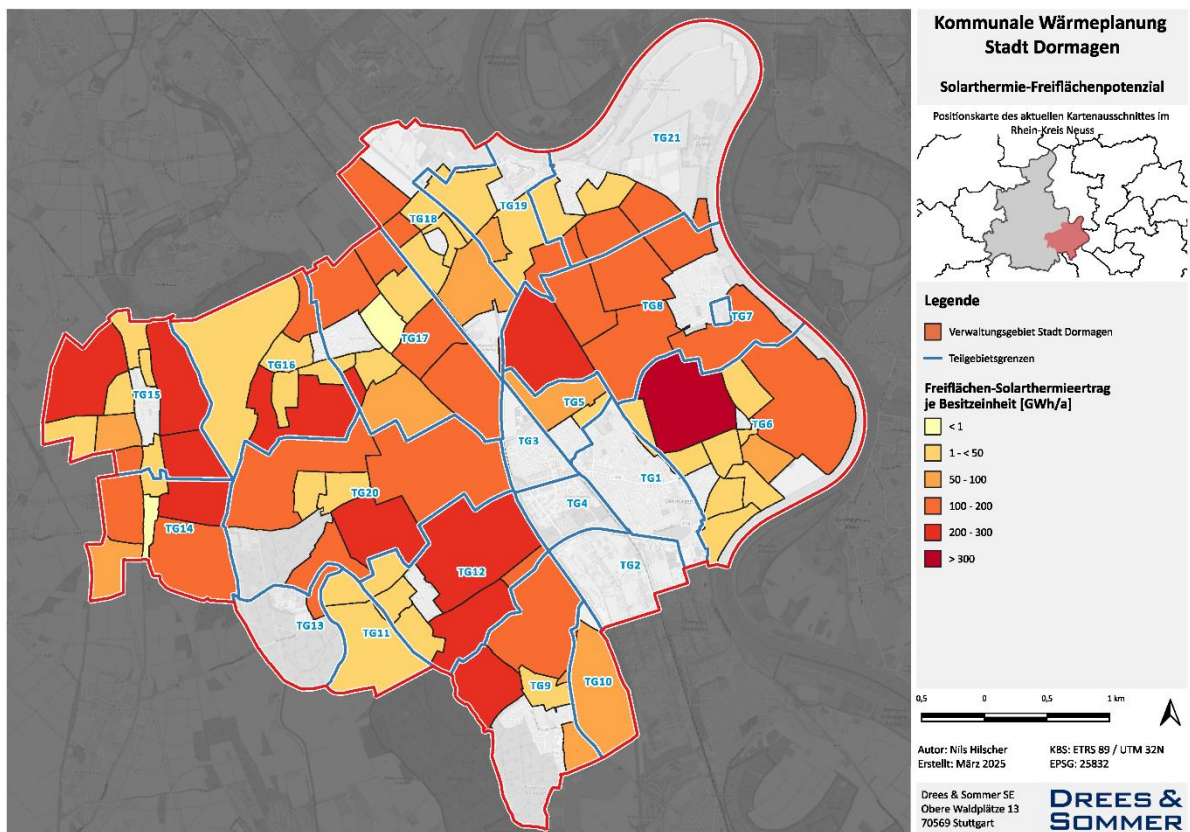 Kommunale Wärmeplanung
Stadt Dormagen
Solarthermie-Freiflächenpotenzial
Positionskarte des aktuellen Kartenausschnittes im
Rhein-Kreis Neuss
Legende
Verwaltungsgebiet Stadt Dormagen
Teilgebietsgrenzen
Freiflächen-Solarthermieertrag
je Besitzeinheit [GWh/a]
< 1
1 - < 50
50 - 100
100 - 200
200 - 300
> 300
0,5 0 0,5 1 km
Autor: Nils Hilscher KBS: ETRS 89 / UTM 32N
Erstellt: März 2025 EPSG: 25832
Drees & Sommer SE
Obere Waldplätze 13
70569 Stuttgart
DREES &
SOMMER
TG21
TG19
TG18
TG8
TG7
TG17
TG16
TG15
TG5
TG6
TG3
TG1
TG20
TG4
TG14
TG2
TG12
TG13
TG11
TG9
TG10